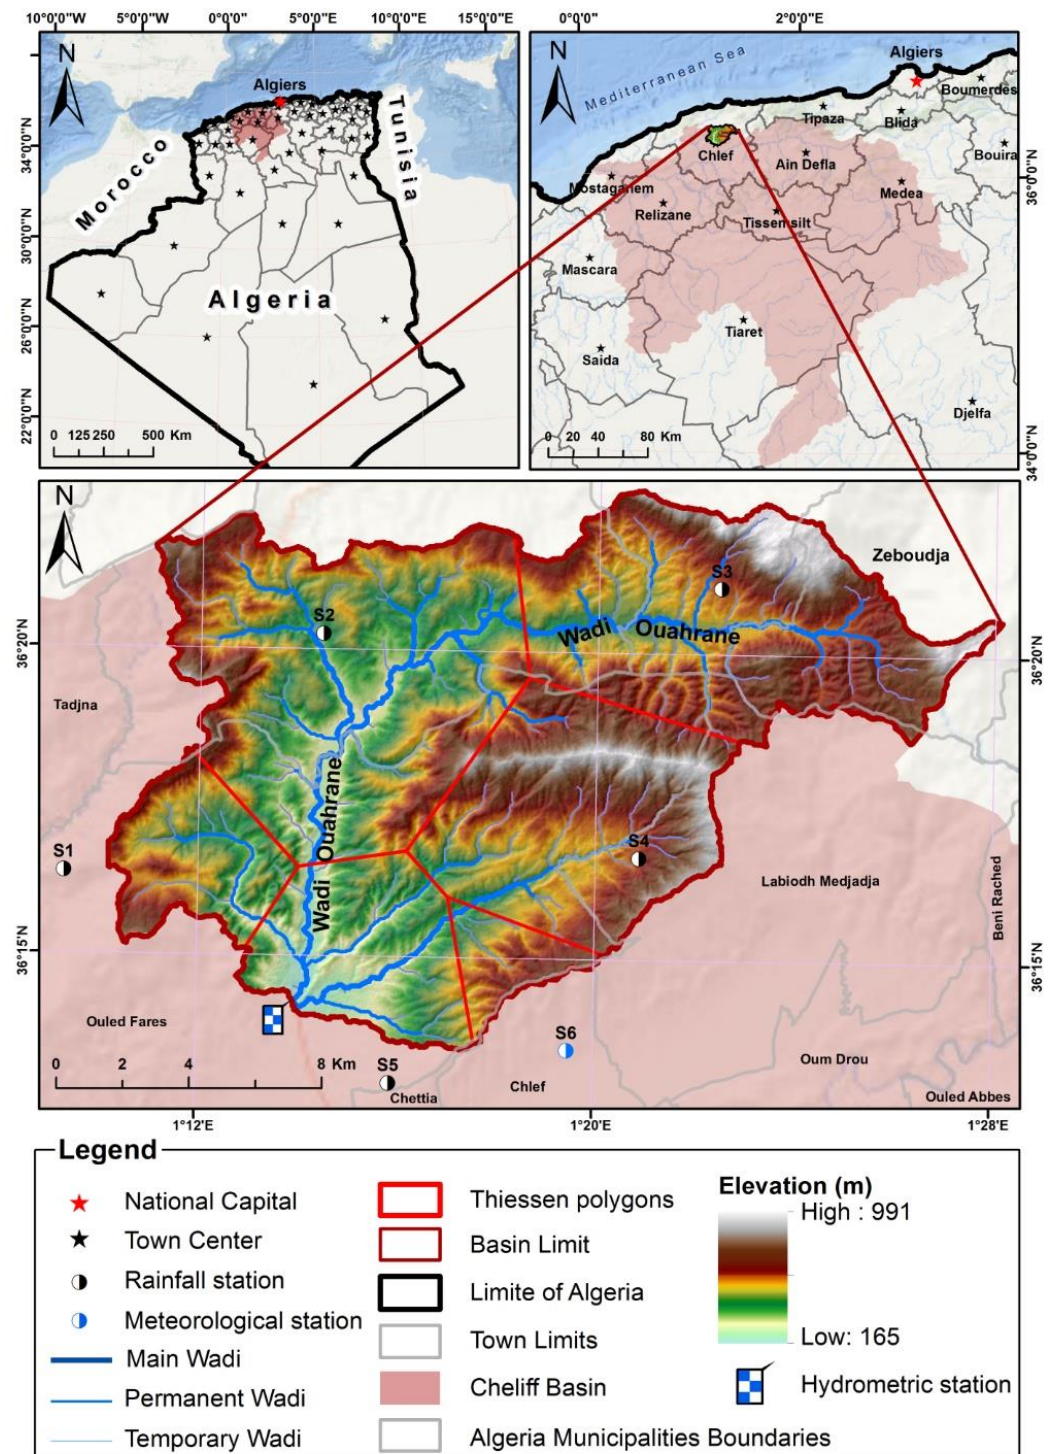 10°0'0"W 5°0'0"W 0°0'0" 5°0'0"E 10°0'0"E 15°0'0"E
34°0'0"N
30°0'0"N
26°0'0"N
22°0'0"N
N
Algiers
Morocco
Tunisia
Algeria
0 125 250 500 Km
0°0'0" 2°0'0"E
36°0'0"N
34°0'0"N
N
Mediterranean Sea
Algiers
Boumerdes
Tipaza
Blida
Chlef
Ain Defla
Bouira
Mostaganem
Medea
Relizane
Tissemsilt
Mascara
Tiaret
Saida
Djelfa
0 20 40 80 Km
N
Zeboudja
S3
S2
Wadi Ouahrane
36°20'N
36°20'N
Tadjna
Wadi Ouahrane
S1
S4
Labiodh Medjadja
Beni Rached
36°15'N
36°15'N
Ouled Fares
S6
Oum Drou
0 2 4 8 Km
S5
Chlef
Chettia
Ouled Abbes
1°12'E 1°20'E 1°28'E
Legend
National Capital
Town Center
Rainfall station
Meteorological station
Main Wadi
Permanent Wadi
Temporary Wadi
Thiessen polygons
Basin Limit
Limite of Algeria
Town Limits
Cheliff Basin
Algeria Municipalities Boundaries
Elevation (m)
High : 991
Low: 165
Hydrometric station